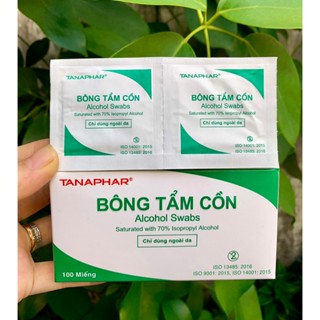 TANAPHAR®
BÔNG TẨM CỒN
Alcohol Swabs
Saturated with 70% Isopropyl Alcohol
Chỉ dùng ngoài da
ISO 14001: 2015
ISO 13485: 2016
TANAPHAR®
BÔNG TẨM CỒN
Alcohol Swabs
Saturated with 70% Isopropyl Alcohol
Chỉ dùng ngoài da
ISO 14001: 2015
ISO 13485: 2016
TANAPHAR®
BÔNG TẨM CỒN
Alcohol Swabs
Saturated with 70% Isopropyl Alcohol
Chỉ dùng ngoài da
100 Miếng
ISO 13485: 2016
ISO 9001: 2015, ISO 14001: 2015